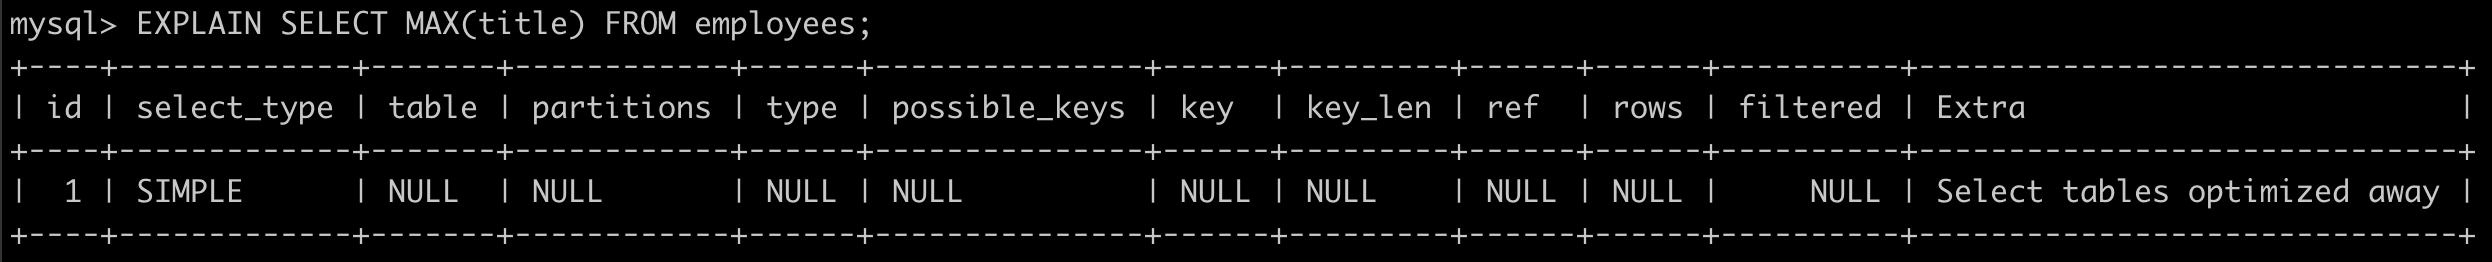 mysql> EXPLAIN SELECT MAX(title) FROM employees;
+----+-------------+-------+------------+------+---------------+------+---------+------+------+----------+------------------------------+
| id | select_type | table | partitions | type | possible_keys | key  | key_len | ref  | rows | filtered | Extra                        |
+----+-------------+-------+------------+------+---------------+------+---------+------+------+----------+------------------------------+
|  1 | SIMPLE      | NULL  | NULL       | NULL | NULL          | NULL | NULL    | NULL | NULL |     NULL | Select tables optimized away |
+----+-------------+-------+------------+------+---------------+------+---------+------+------+----------+------------------------------+